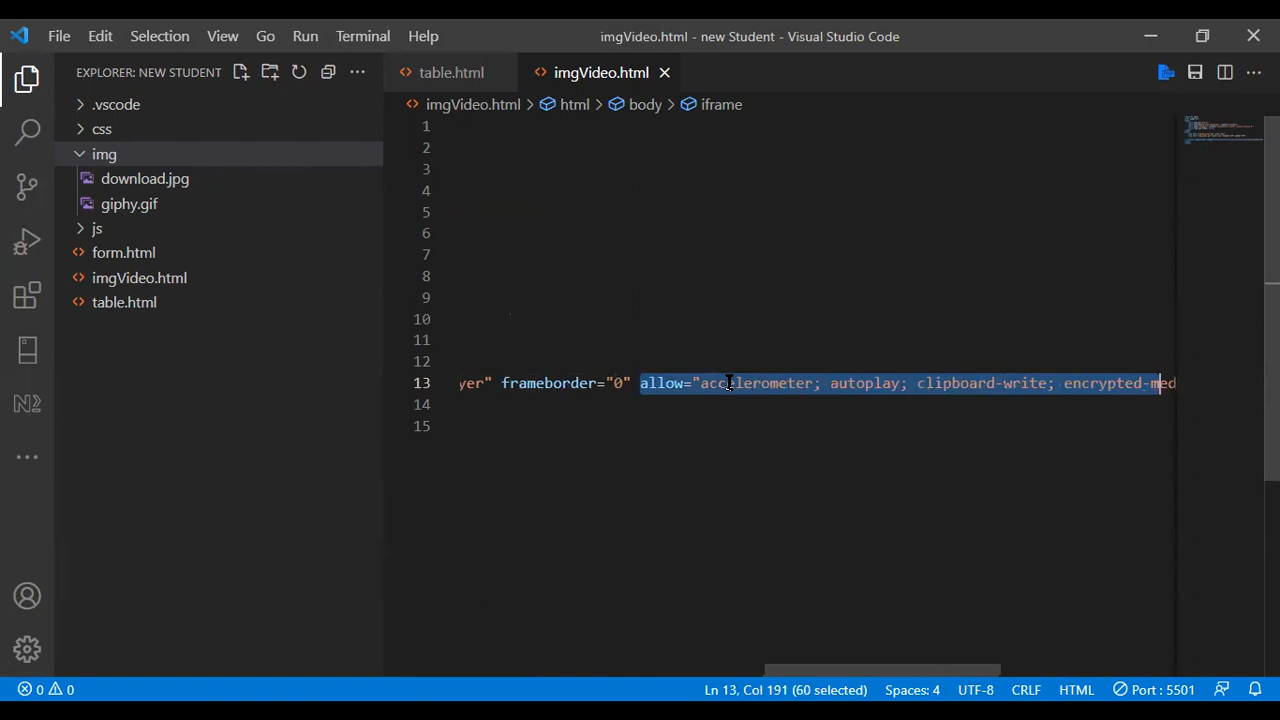 File Edit Selection View Go Run Terminal Help imgVideo.html - new Student - Visual Studio Code
EXPLORER: NEW STUDENT
table.html imgVideo.html
.vscode
css
img
download.jpg
giphy.gif
js
form.html
imgVideo.html
table.html
imgVideo.html > html > body > iframe
1
2
3
4
5
6
7
8
9
10
11
12
13 yer" frameborder="0" allow="accelerometer; autoplay; clipboard-write; encrypted-med
14
15
0 0 Ln 13, Col 191 (60 selected) Spaces: 4 UTF-8 CRLF HTML Port : 5501